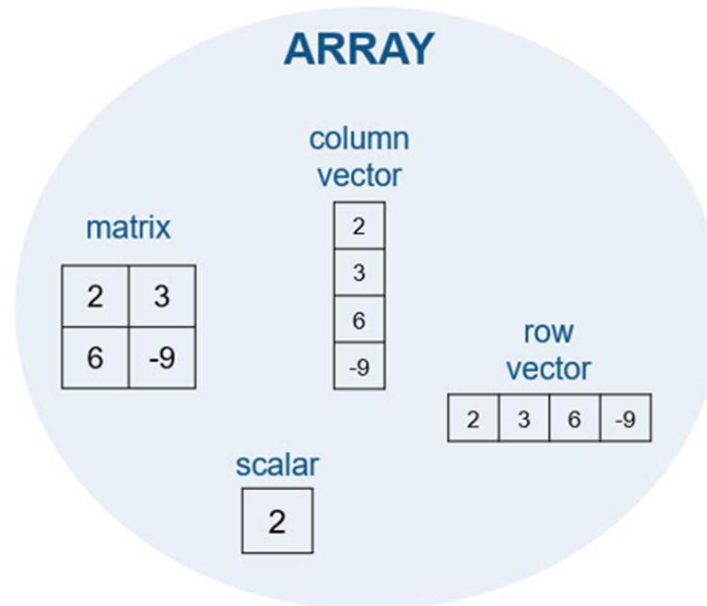 ARRAY
column
vector
2
3
6
-9
matrix
2 3
6 -9
row
vector
2 3 6 -9
scalar
2